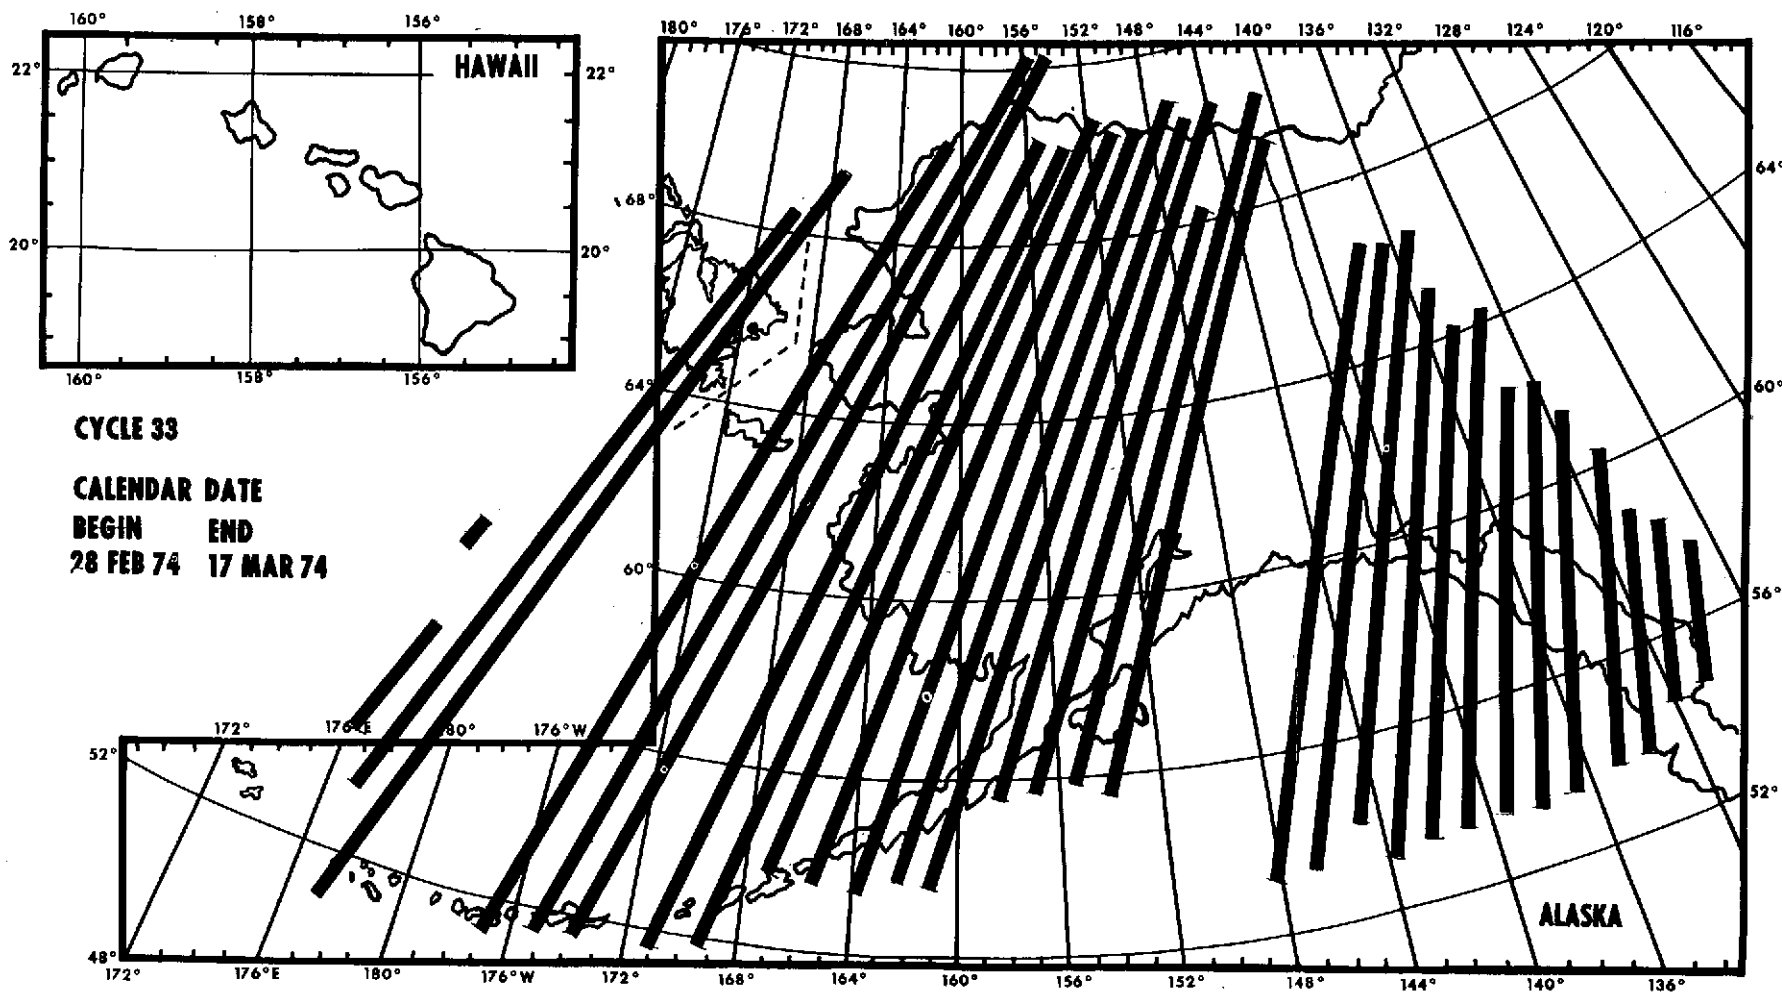 160° 158° 156°
HAWAII
22° 22°
20° 20°
160° 158° 156°
CYCLE 33
CALENDAR DATE
BEGIN END
28 FEB 74 17 MAR 74
180° 176° 172° 168° 164° 160° 156° 152° 148° 144° 140° 136° 132° 128° 124° 120° 116°
68° 64°
64° 60°
60° 56°
172° 176°E 180° 176°W
52° 52°
ALASKA
48°
172° 176°E 180° 176°W 172° 168° 164° 160° 156° 152° 148° 144° 140° 136°